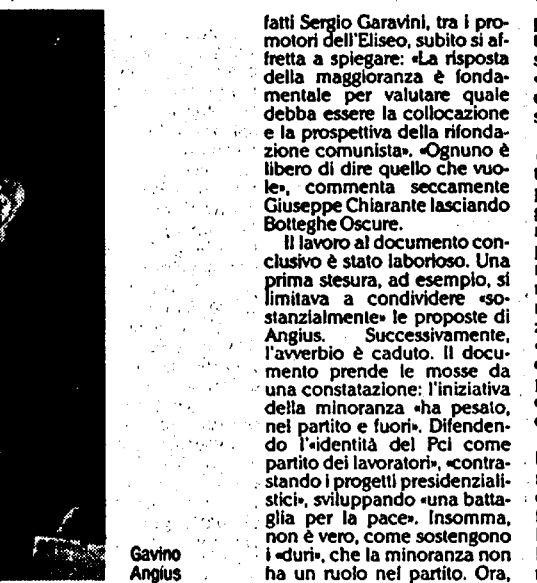 fatti Sergio Garavini, tra i pro-
motori dell'Eliseo, subito si af-
fretta a spiegare: «La risposta
della maggioranza è fonda-
mentale per valutare quale
debba essere la collocazione
e la prospettiva della rifonda-
zione comunista». «Ognuno è
libero di dire quello che vuo-
le», commenta seccamente
Giuseppe Chiarante lasciando
Botteghe Oscure.
Il lavoro al documento con-
clusivo è stato laborioso. Una
prima stesura, ad esempio, si
limitava a condividere «so-
stanzialmente» le proposte di
Angius. Successivamente,
l'avverbio è caduto. Il docu-
mento prende le mosse da
una constatazione: l'iniziativa
della minoranza «ha pesato,
nel partito e fuori». Difenden-
do l'«identità del Pci come
partito dei lavoratori», «contra-
stando i progetti presidenziali-
stici», sviluppando «una batta-
glia per la pace». Insomma,
non è vero, come sostengono
i «duri», che la minoranza non
ha un ruolo nel partito. Ora,
Gavino
Angius